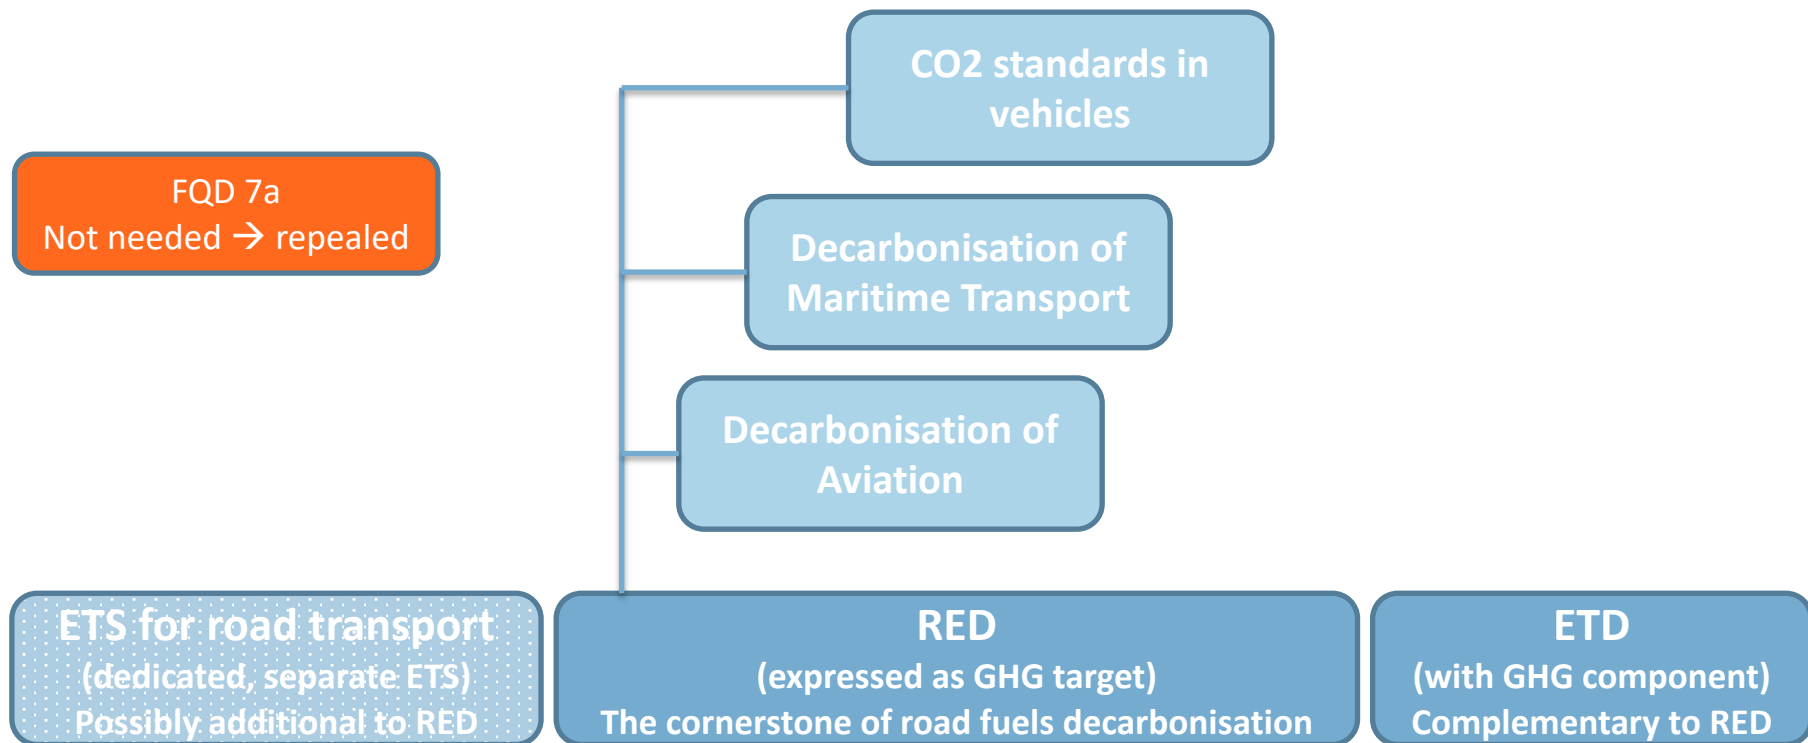 CO2 standards in
vehicles
FQD 7a
Not needed → repealed
Decarbonisation of
Maritime Transport
Decarbonisation of
Aviation
ETS for road transport
(dedicated, separate ETS)
Possibly additional to RED
RED
(expressed as GHG target)
The cornerstone of road fuels decarbonisation
ETD
(with GHG component)
Complementary to RED